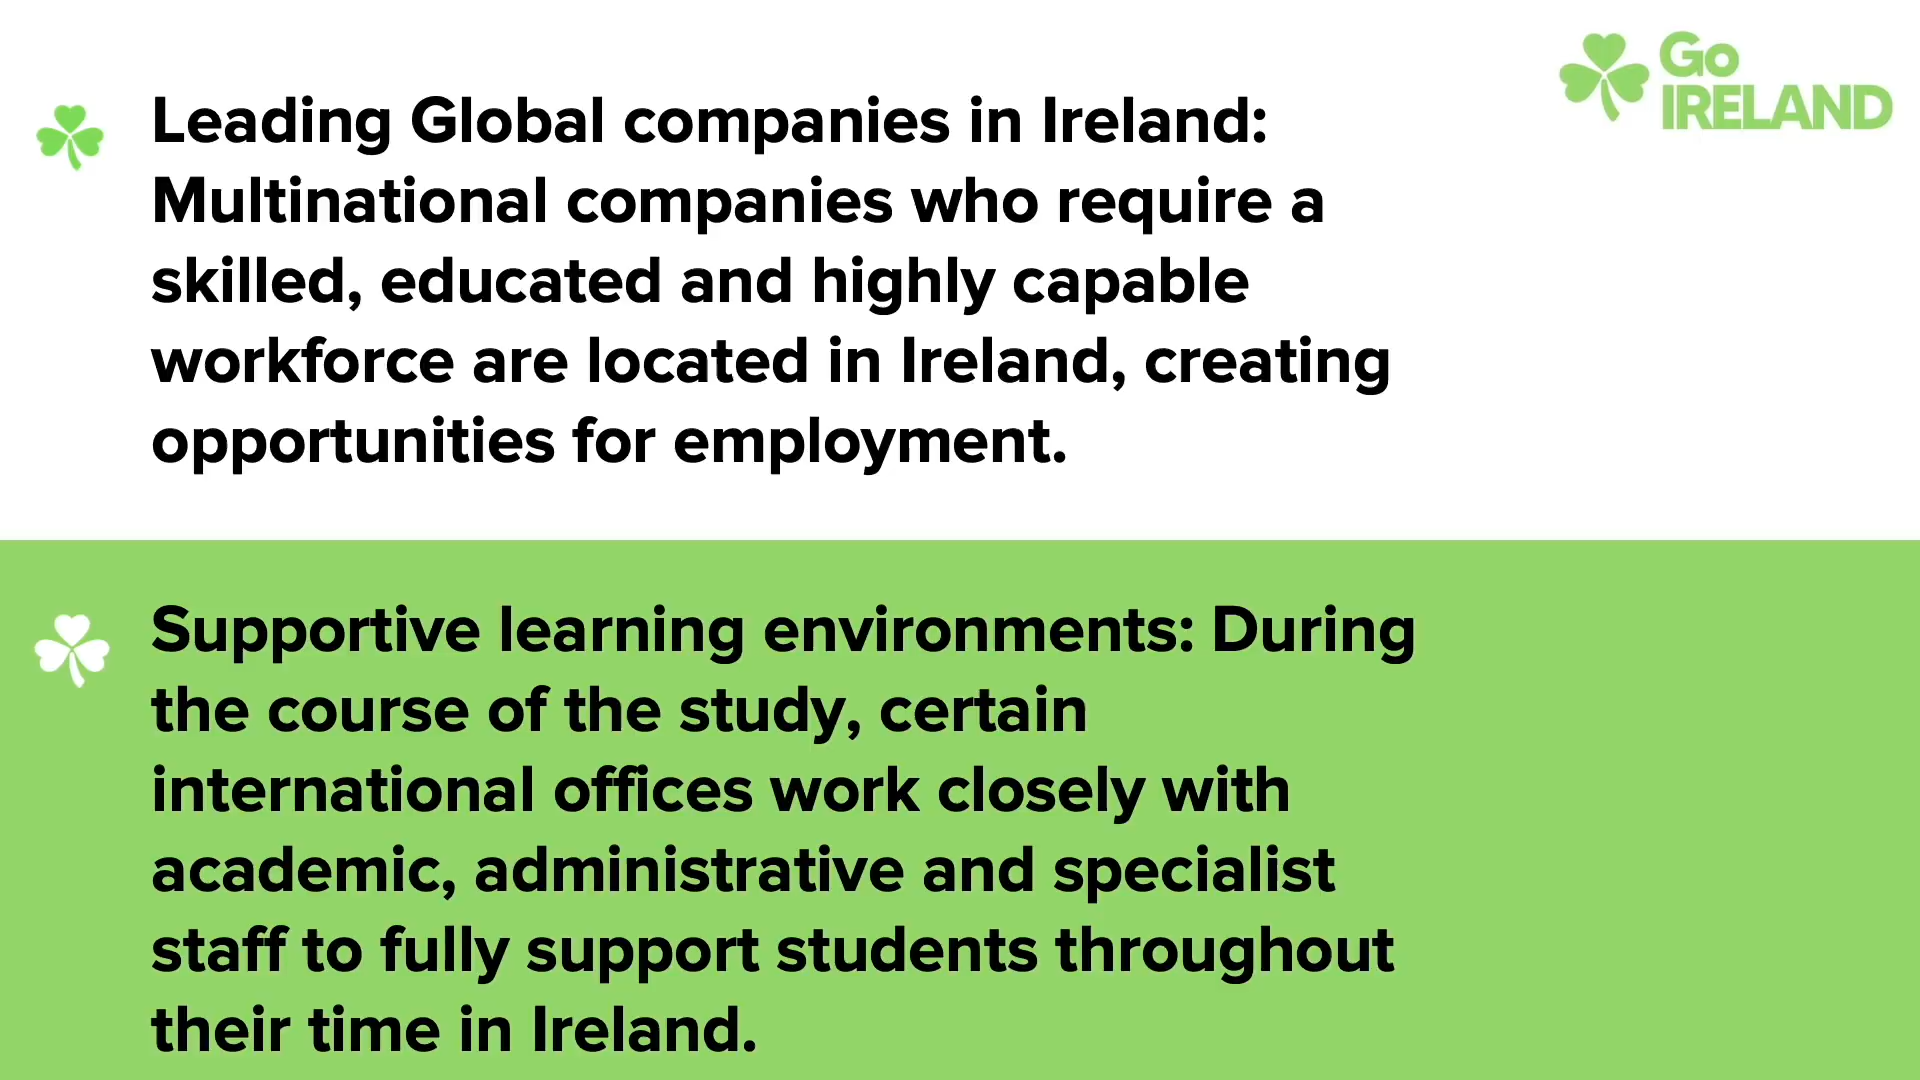 Go
IRELAND
Leading Global companies in Ireland:
Multinational companies who require a
skilled, educated and highly capable
workforce are located in Ireland, creating
opportunities for employment.
Supportive learning environments: During
the course of the study, certain
international offices work closely with
academic, administrative and specialist
staff to fully support students throughout
their time in Ireland.